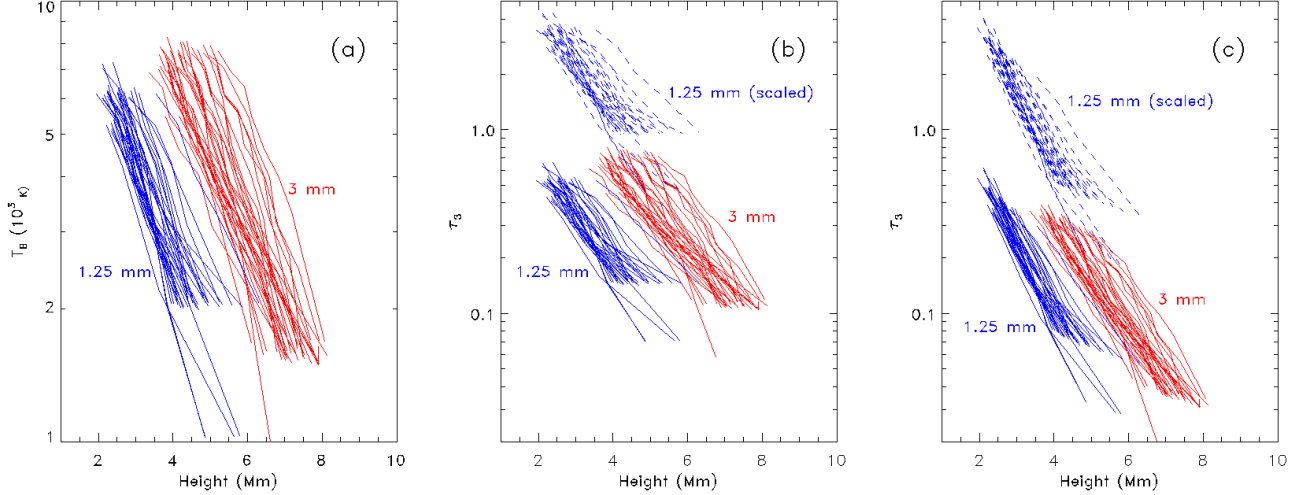 (a)
10
5
2
1
T_B (10^3 K)
3 mm
1.25 mm
2 4 6 8 10
Height (Mm)
(b)
1.0
0.1
τ_3
1.25 mm (scaled)
3 mm
1.25 mm
2 4 6 8 10
Height (Mm)
(c)
1.0
0.1
τ_3
1.25 mm (scaled)
3 mm
1.25 mm
2 4 6 8 10
Height (Mm)